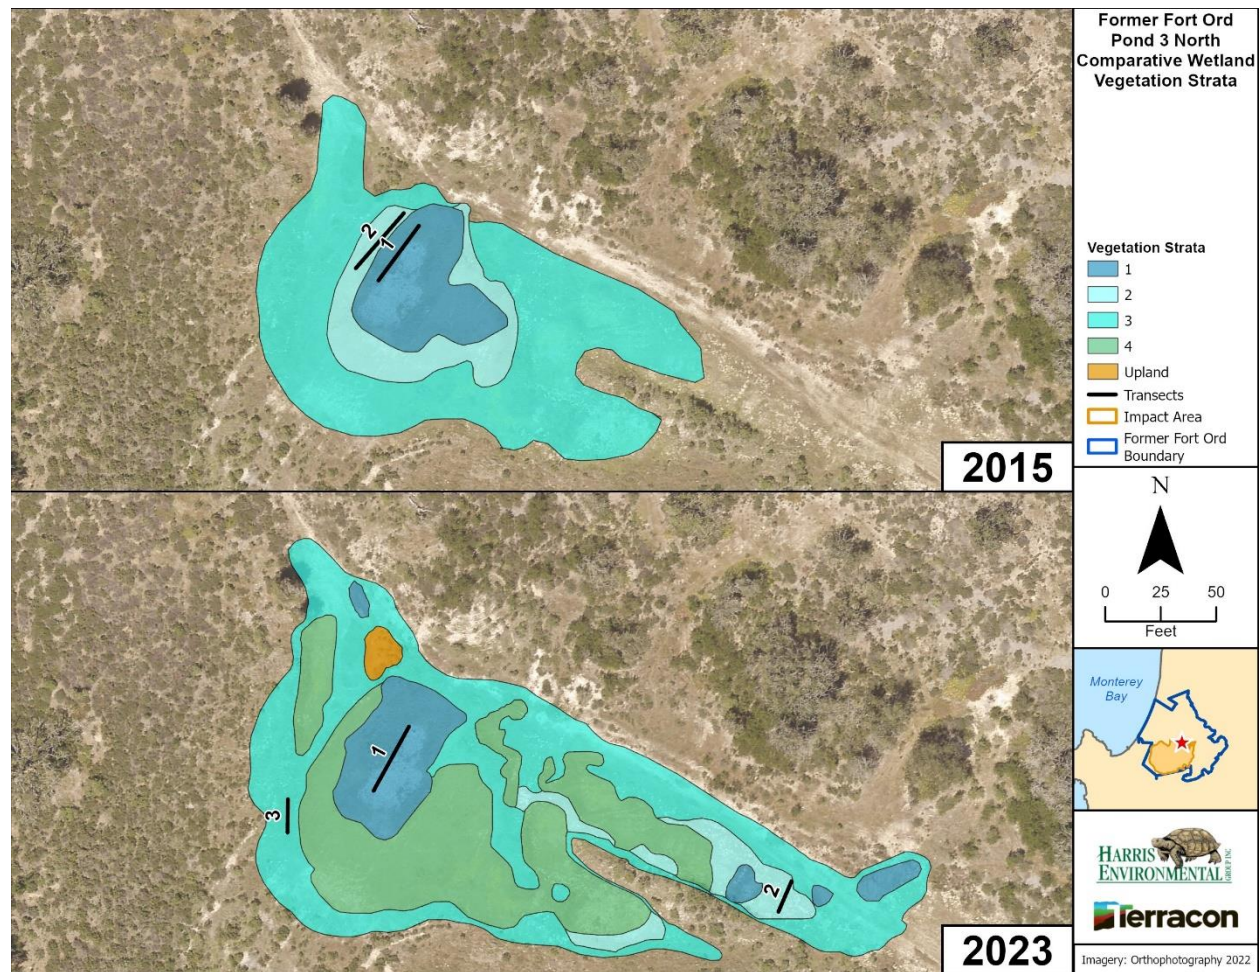 2
1
2015
1
3
2
2023
Former Fort Ord
Pond 3 North
Comparative Wetland
Vegetation Strata
Vegetation Strata
1
2
3
4
Upland
Transects
Impact Area
Former Fort Ord
Boundary
N
0 25 50
Feet
Monterey
Bay
HARRIS
ENVIRONMENTAL
GROUP INC
Terracon
Imagery: Orthophotography 2022